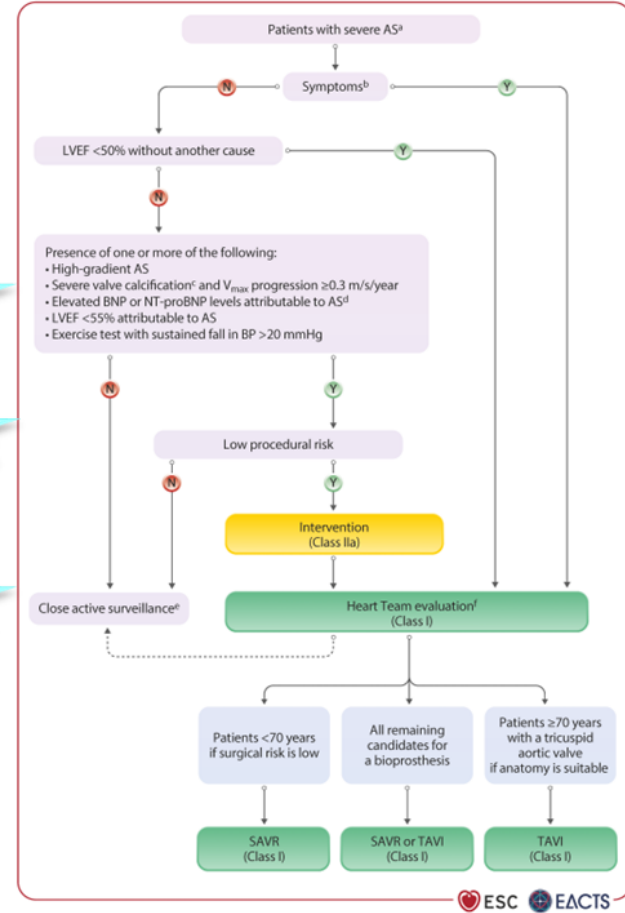 Patients with severe ASᵃ
Symptomsᵇ
N
Y
LVEF <50% without another cause
Y
N
Presence of one or more of the following:
• High-gradient AS
• Severe valve calcificationᶜ and Vmax progression ≥0.3 m/s/year
• Elevated BNP or NT-proBNP levels attributable to ASᵈ
• LVEF <55% attributable to AS
• Exercise test with sustained fall in BP >20 mmHg
N
Y
Low procedural risk
N
Y
Intervention
(Class IIa)
Close active surveillanceᵉ
Heart Team evaluationᶠ
(Class I)
Patients <70 years
if surgical risk is low
All remaining
candidates for
a bioprosthesis
Patients ≥70 years
with a tricuspid
aortic valve
if anatomy is suitable
SAVR
(Class I)
SAVR or TAVI
(Class I)
TAVI
(Class I)
ESC EACTS